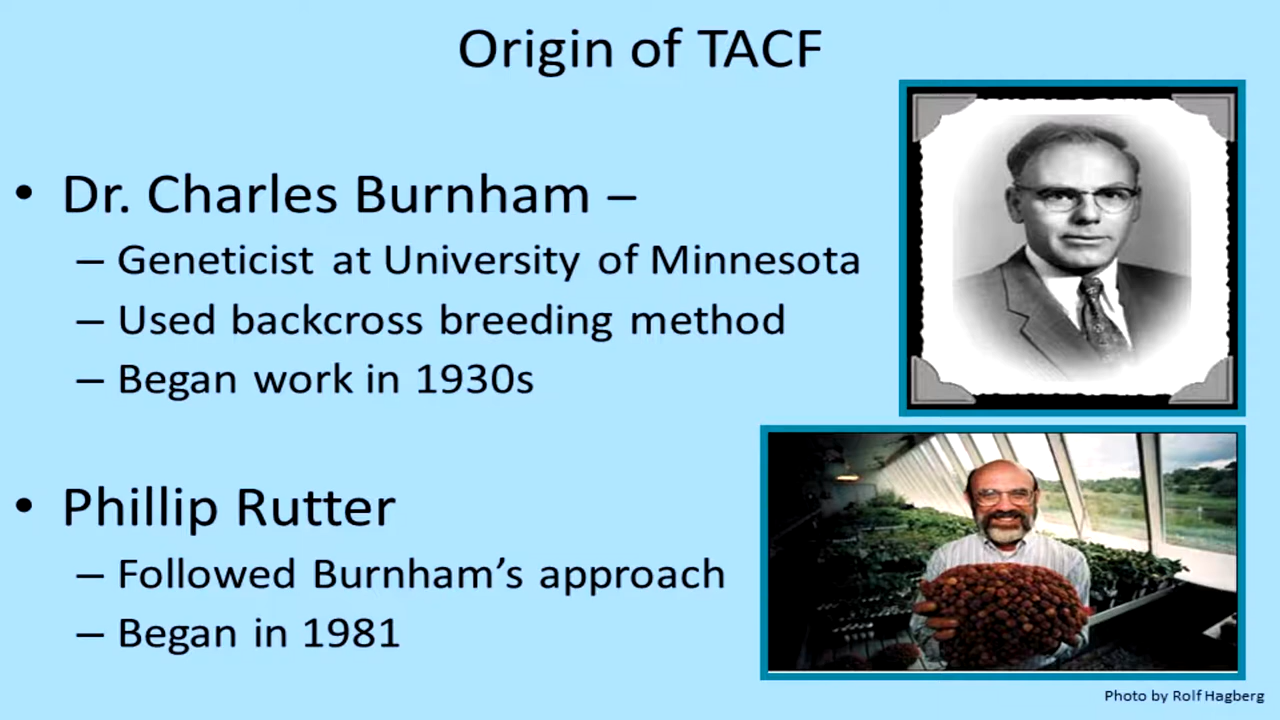 Origin of TACF
• Dr. Charles Burnham –
– Geneticist at University of Minnesota
– Used backcross breeding method
– Began work in 1930s
• Phillip Rutter
– Followed Burnham’s approach
– Began in 1981
Photo by Rolf Hagberg